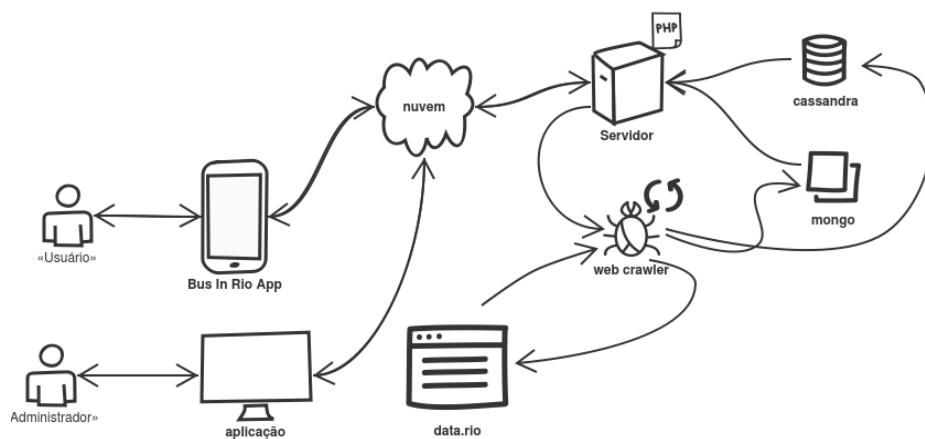 PHP
nuvem
cassandra
Servidor
mongo
«Usuário»
web crawler
Bus In Rio App
Administrador»
aplicação
data.rio